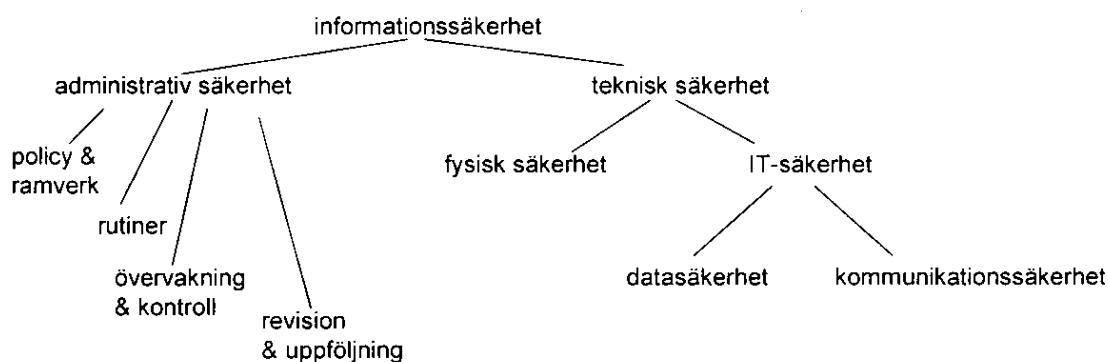 informationssäkerhet
administrativ säkerhet
teknisk säkerhet
policy &
ramverk
rutiner
övervakning
& kontroll
revision
& uppföljning
fysisk säkerhet
IT-säkerhet
datasäkerhet
kommunikationssäkerhet